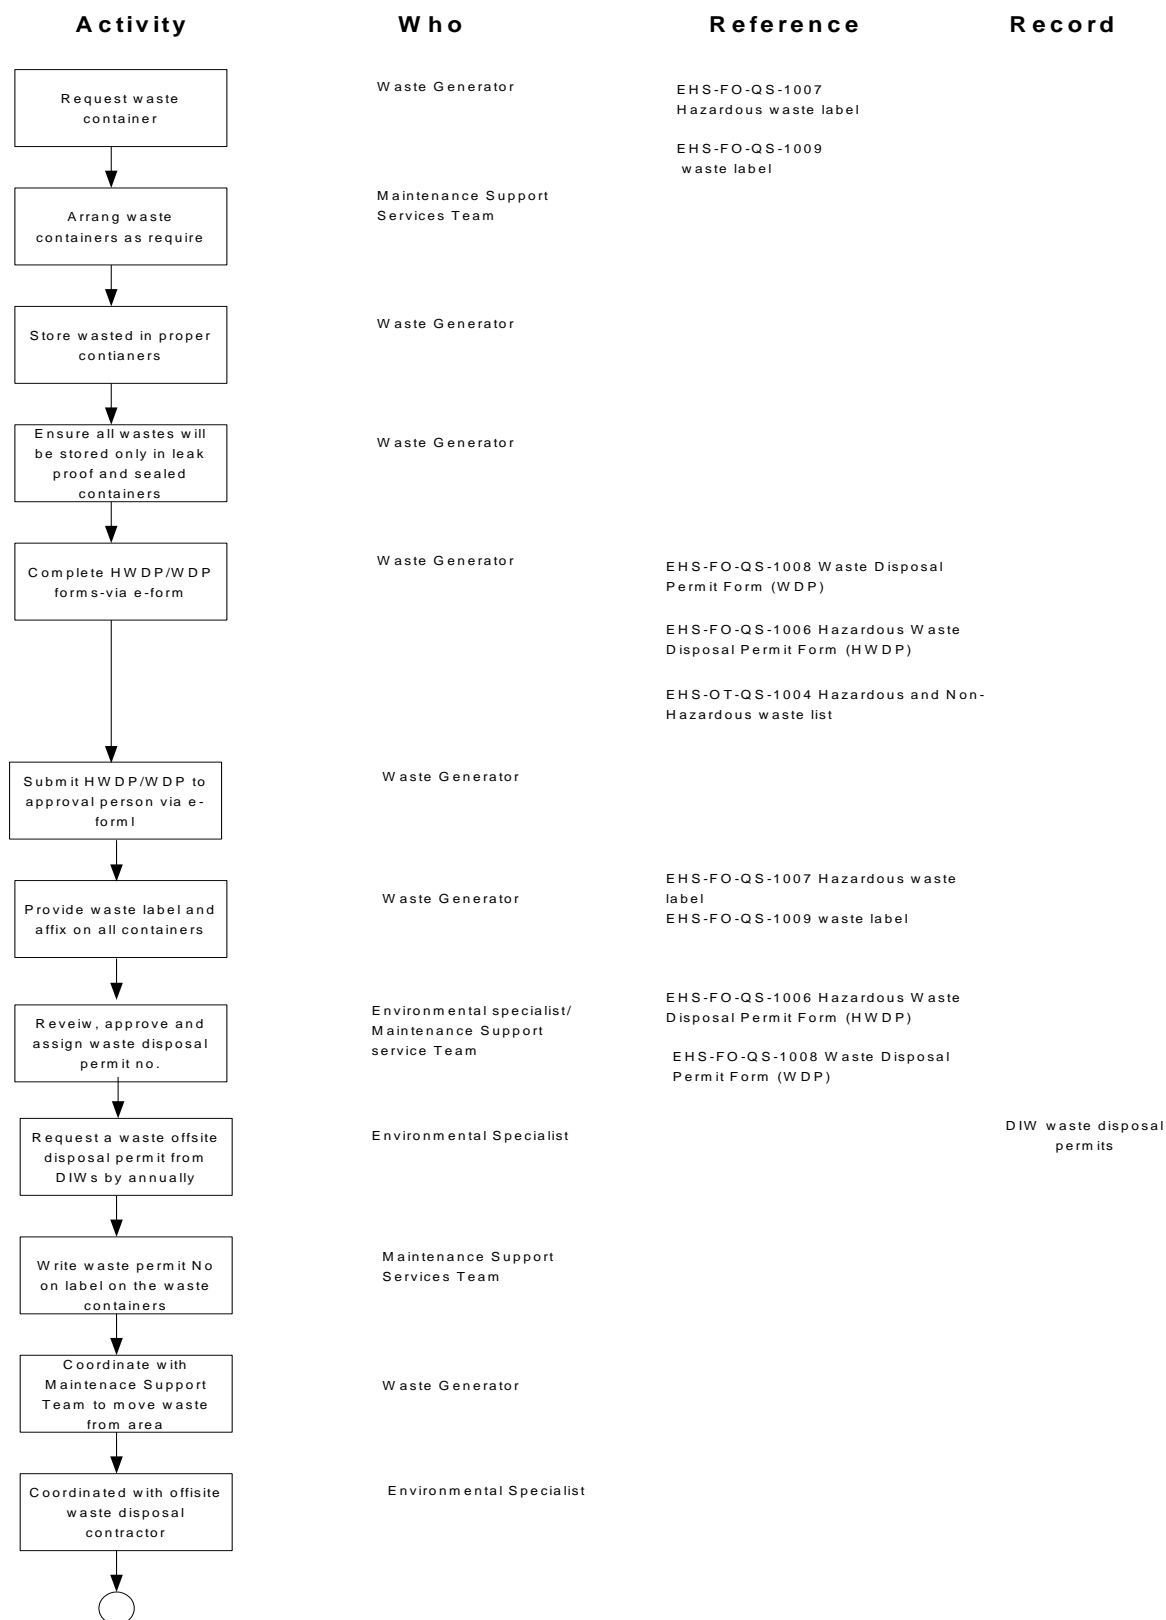 Activity
Who
Reference
Record
Request waste
container
Waste Generator
EHS-FO-QS-1007
Hazardous waste label
EHS-FO-QS-1009
waste label
Arrang waste
containers as require
Maintenance Support
Services Team
Store wasted in proper
contianers
Waste Generator
Ensure all wastes will
be stored only in leak
proof and sealed
containers
Waste Generator
Complete HWDP/WDP
forms-via e-form
Waste Generator
EHS-FO-QS-1008 Waste Disposal
Permit Form (WDP)
EHS-FO-QS-1006 Hazardous Waste
Disposal Permit Form (HWDP)
EHS-OT-QS-1004 Hazardous and Non-
Hazardous waste list
Submit HWDP/WDP to
approval person via e-
forml
Waste Generator
Provide waste label and
affix on all containers
Waste Generator
EHS-FO-QS-1007 Hazardous waste
label
EHS-FO-QS-1009 waste label
Reveiw, approve and
assign waste disposal
permit no.
Environmental specialist/
Maintenance Support
service Team
EHS-FO-QS-1006 Hazardous Waste
Disposal Permit Form (HWDP)
EHS-FO-QS-1008 Waste Disposal
Permit Form (WDP)
Request a waste offsite
disposal permit from
DIWs by annually
Environmental Specialist
DIW waste disposal
permits
Write waste permit No
on label on the waste
containers
Maintenance Support
Services Team
Coordinate with
Maintenace Support
Team to move waste
from area
Waste Generator
Coordinated with offisite
waste disposal
contractor
Environmental Specialist